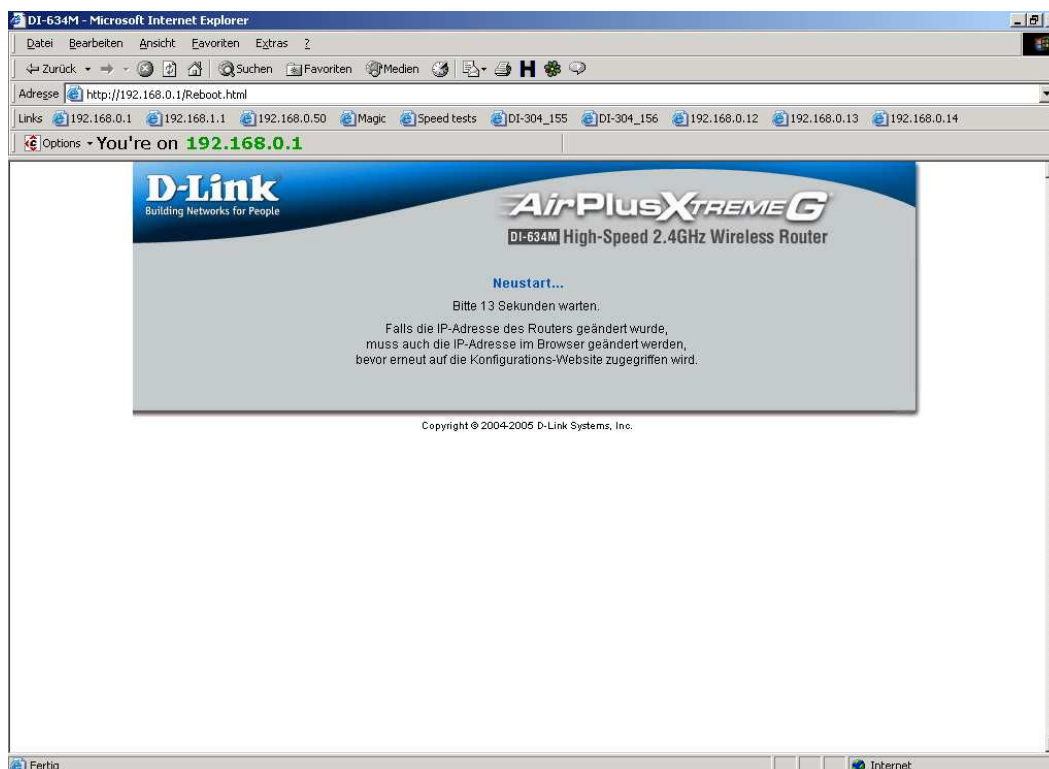 DI-634M - Microsoft Internet Explorer
Datei Bearbeiten Ansicht Favoriten Extras ?
Zurück Suchen Favoriten Medien H
Adresse http://192.168.0.1/Reboot.html
Links 192.168.0.1 192.168.1.1 192.168.0.50 Magic Speed tests DI-304_155 DI-304_156 192.168.0.12 192.168.0.13 192.168.0.14
Options You're on 192.168.0.1
D-Link
Building Networks for People
AirPlusXTREMEG
DI-634M High-Speed 2.4GHz Wireless Router
Neustart...
Bitte 13 Sekunden warten.
Falls die IP-Adresse des Routers geändert wurde,
muss auch die IP-Adresse im Browser geändert werden,
bevor erneut auf die Konfigurations-Website zugegriffen wird.
Copyright © 2004-2005 D-Link Systems, Inc.
Fertig Internet